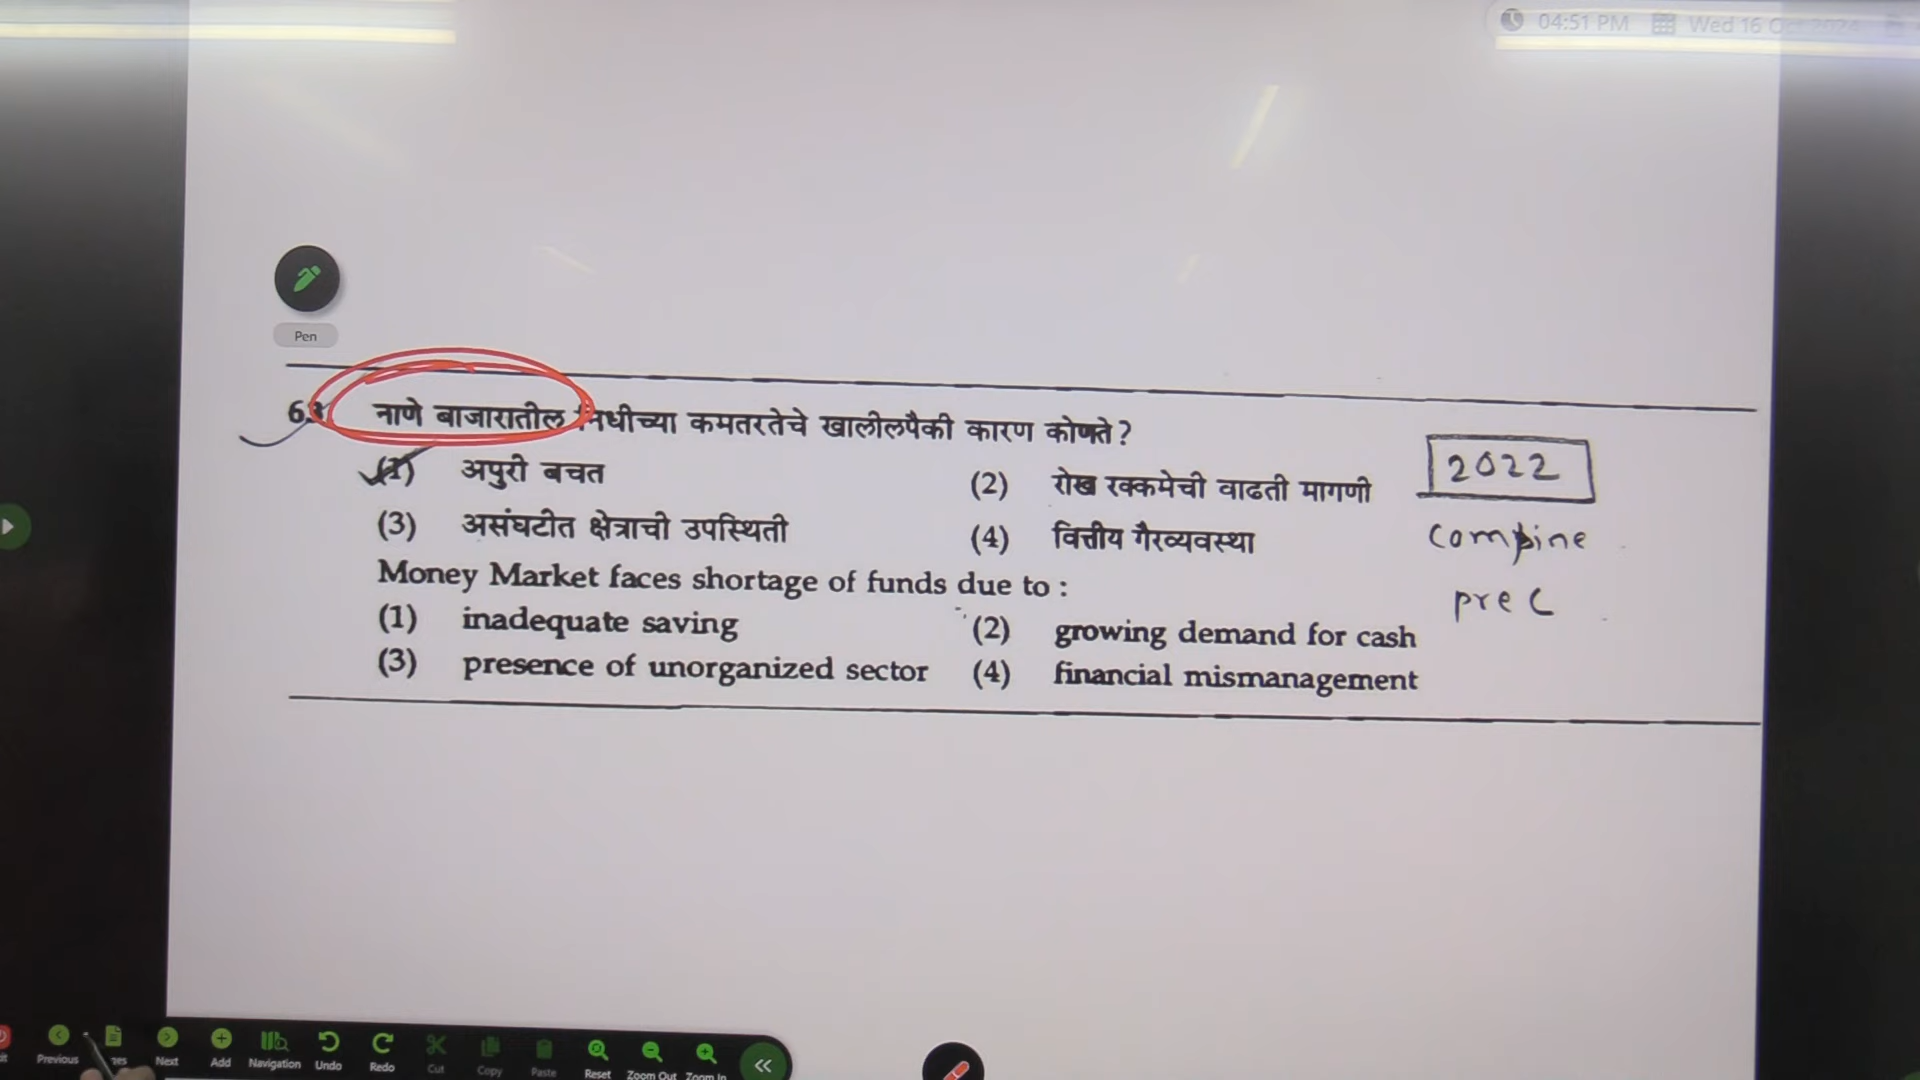 04:51 PM Wed 16
Pen
नाणे बाजारातील निधीच्या कमतरतेचे खालीलपैकी कारण कोणते?
(1) अपुरी बचत (2) रोख रक्कमेची वाढती मागणी
(3) असंघटीत क्षेत्राची उपस्थिती (4) वित्तीय गैरव्यवस्था
Money Market faces shortage of funds due to :
(1) inadequate saving (2) growing demand for cash
(3) presence of unorganized sector (4) financial mismanagement
2022
combine
pre C
Previous Next Add Navigation Undo Redo Cut Copy Paste Reset Zoom Out Zoom In